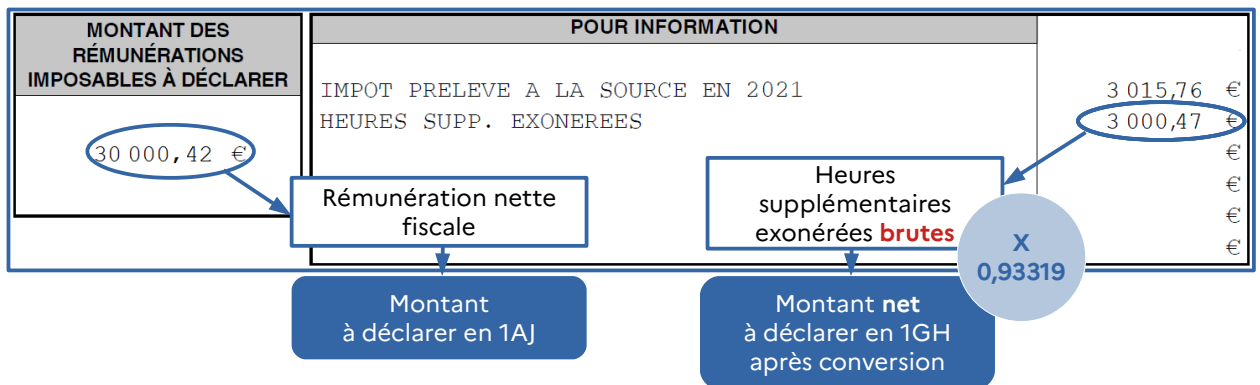 MONTANT DES
RÉMUNÉRATIONS
IMPOSABLES À DÉCLARER
30 000,42 €
POUR INFORMATION
IMPOT PRELEVE A LA SOURCE EN 2021 3 015,76 €
HEURES SUPP. EXONEREES 3 000,47 €
€
€
€
€
Rémunération nette
fiscale
Heures
supplémentaires
exonérées brutes
X
0,93319
Montant
à déclarer en 1AJ
Montant net
à déclarer en 1GH
après conversion